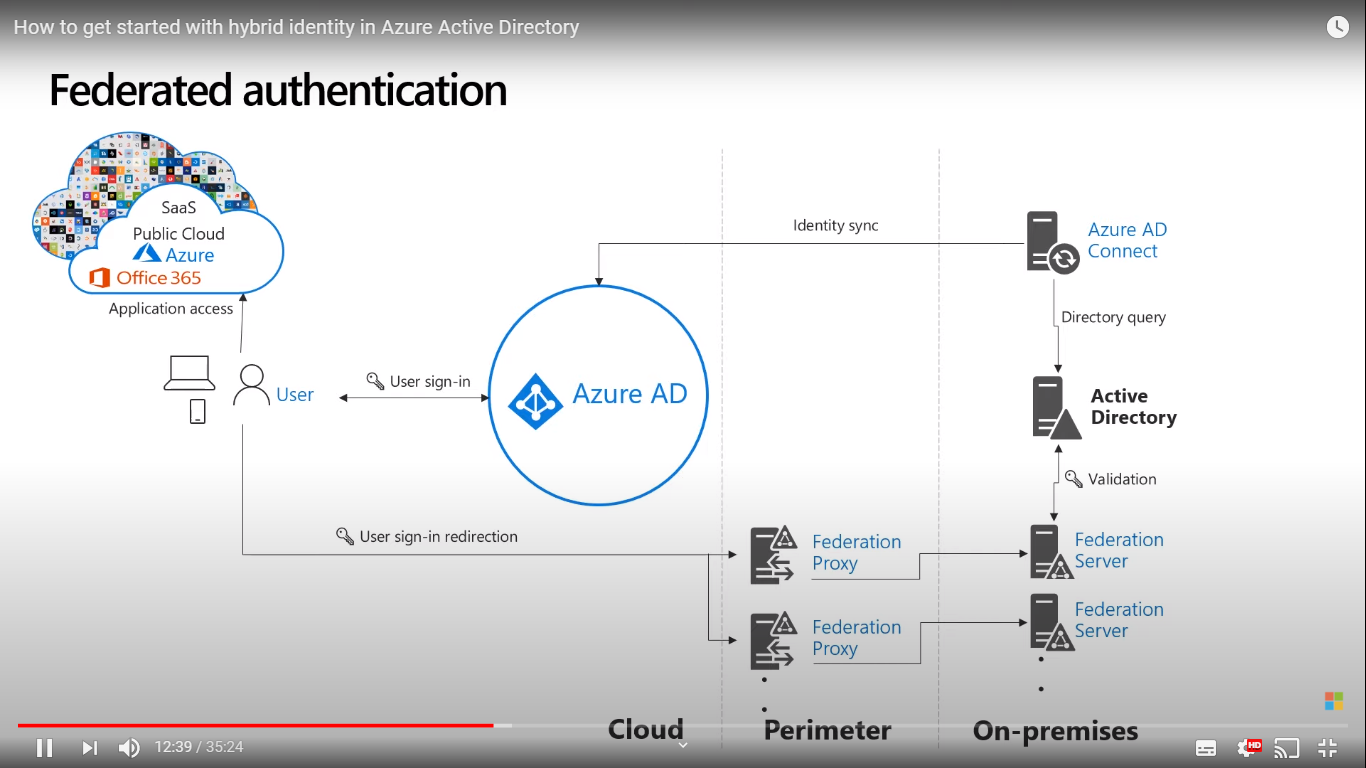 How to get started with hybrid identity in Azure Active Directory
Federated authentication
SaaS
Public Cloud
Azure
Office 365
Application access
User
User sign-in
Azure AD
Identity sync
Azure AD
Connect
Directory query
Active
Directory
Validation
User sign-in redirection
Federation
Proxy
Federation
Server
Federation
Proxy
Federation
Server
Cloud
Perimeter
On-premises
12:39 / 35:24
HD